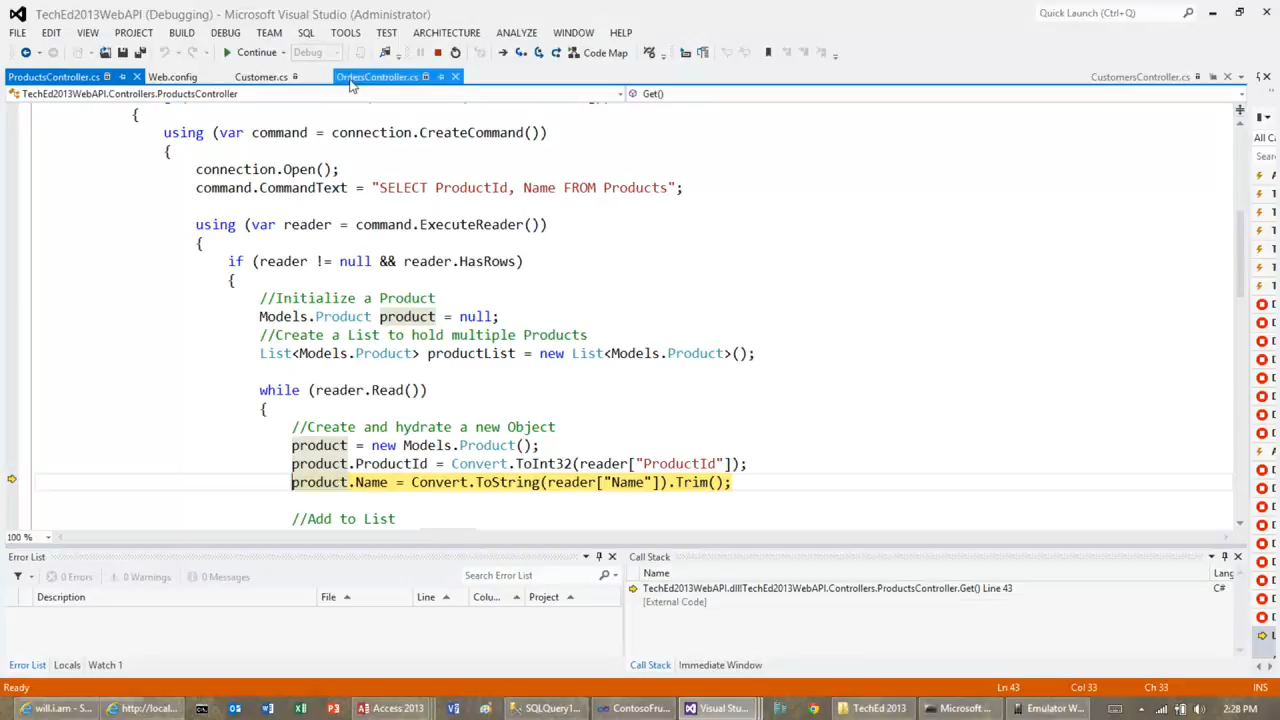 TechEd2013WebAPI (Debugging) - Microsoft Visual Studio (Administrator)
Quick Launch (Ctrl+Q)
FILE EDIT VIEW PROJECT BUILD DEBUG TEAM SQL TOOLS TEST ARCHITECTURE ANALYZE WINDOW HELP
Continue Debug Code Map
ProductsController.cs Web.config Customer.cs OrdersController.cs CustomersController.cs
TechEd2013WebAPI.Controllers.ProductsController Get()
{
using (var command = connection.CreateCommand())
{
connection.Open();
command.CommandText = "SELECT ProductId, Name FROM Products";
using (var reader = command.ExecuteReader())
{
if (reader != null && reader.HasRows)
{
//Initialize a Product
Models.Product product = null;
//Create a List to hold multiple Products
List<Models.Product> productList = new List<Models.Product>();
while (reader.Read())
{
//Create and hydrate a new Object
product = new Models.Product();
product.ProductId = Convert.ToInt32(reader["ProductId"]);
product.Name = Convert.ToString(reader["Name"]).Trim();
//Add to List
100 %
Error List Call Stack
0 Errors 0 Warnings 0 Messages Search Error List
Description File Line Colu... Project
Name Lang
TechEd2013WebAPI.dll!TechEd2013WebAPI.Controllers.ProductsController.Get() Line 43 C#
[External Code]
Error List Locals Watch 1 Call Stack Immediate Window
Ready Ln 43 Col 33 Ch 33 INS
will.i.am - S... http://local... Access 2013 SQLQuery1... ContosoFru... Visual Stu... TechEd 2013 Microsoft ... Emulator W... 2:28 PM